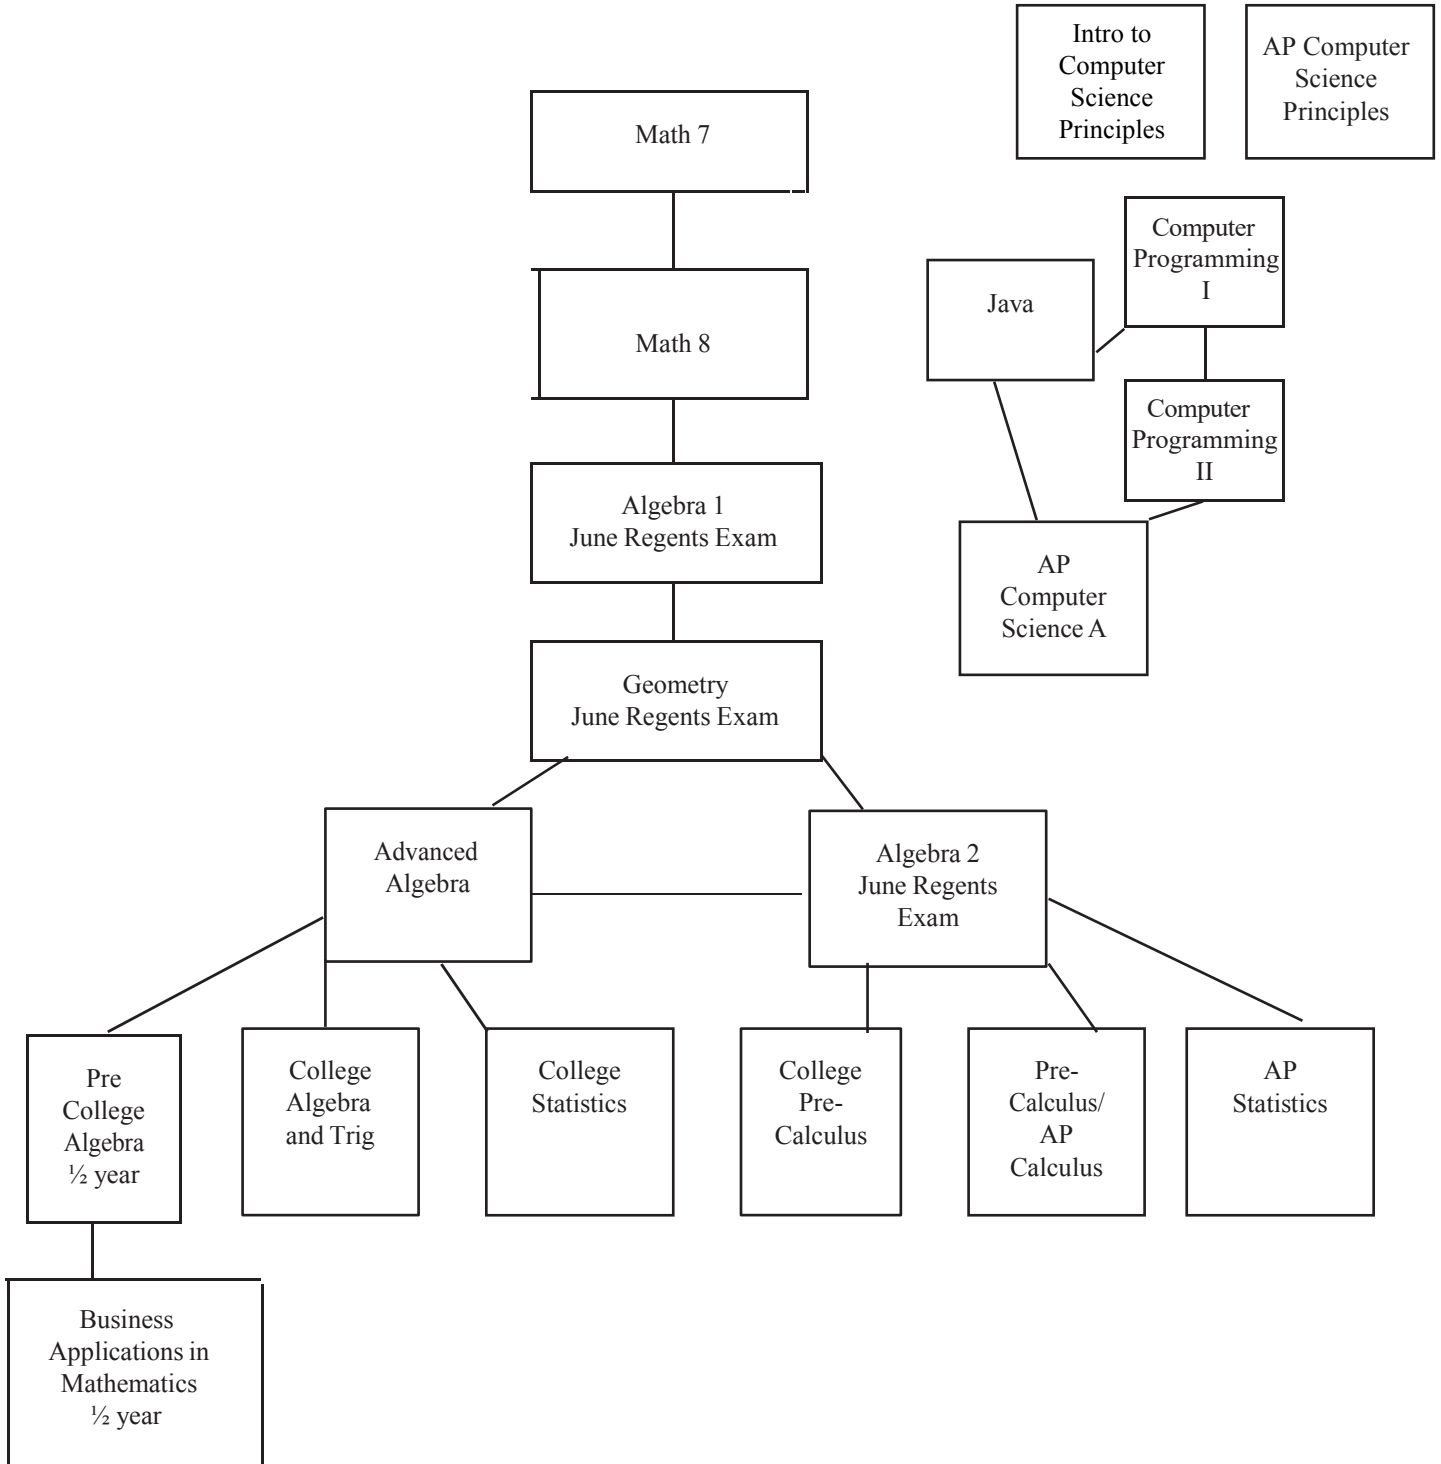 Intro to
Computer
Science
Principles
AP Computer
Science
Principles
Math 7
Computer
Programming
I
Java
Math 8
Computer
Programming
II
Algebra 1
June Regents Exam
AP
Computer
Science A
Geometry
June Regents Exam
Advanced
Algebra
Algebra 2
June Regents
Exam
Pre
College
Algebra
½ year
College
Algebra
and Trig
College
Statistics
College
Pre-
Calculus
Pre-
Calculus/
AP
Calculus
AP
Statistics
Business
Applications in
Mathematics
½ year